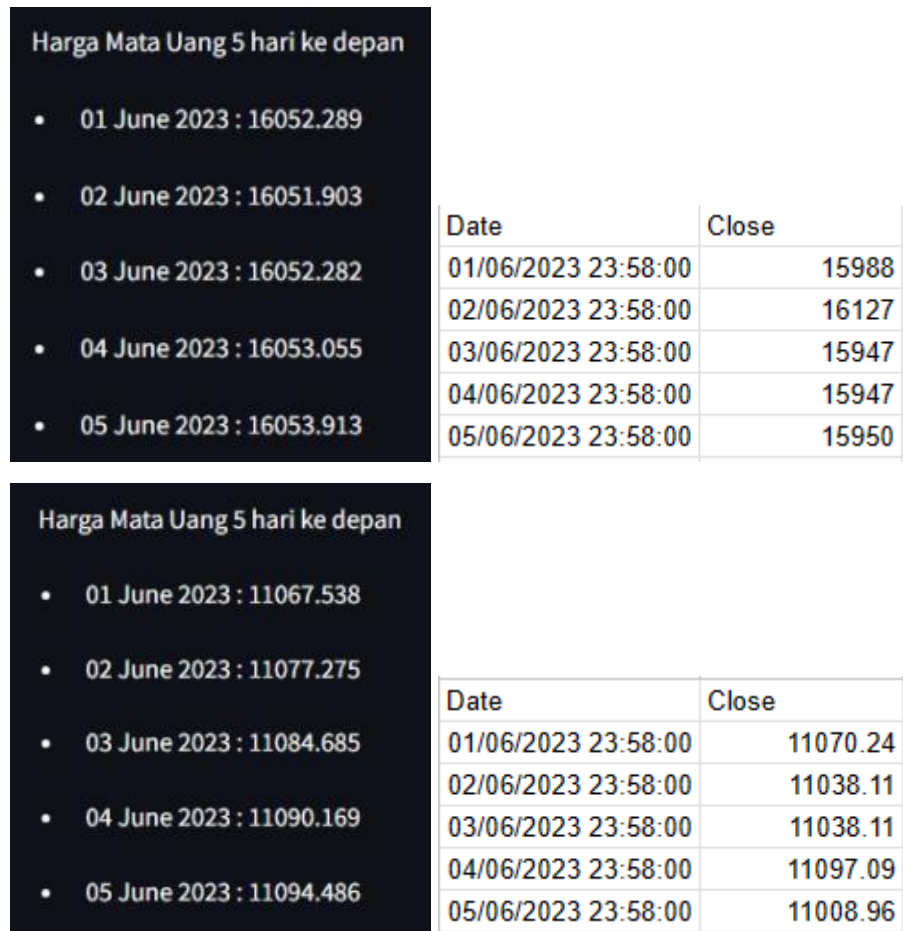 Harga Mata Uang 5 hari ke depan
• 01 June 2023 : 16052.289
• 02 June 2023 : 16051.903
• 03 June 2023 : 16052.282
• 04 June 2023 : 16053.055
• 05 June 2023 : 16053.913
Date Close
01/06/2023 23:58:00 15988
02/06/2023 23:58:00 16127
03/06/2023 23:58:00 15947
04/06/2023 23:58:00 15947
05/06/2023 23:58:00 15950
Harga Mata Uang 5 hari ke depan
• 01 June 2023 : 11067.538
• 02 June 2023 : 11077.275
• 03 June 2023 : 11084.685
• 04 June 2023 : 11090.169
• 05 June 2023 : 11094.486
Date Close
01/06/2023 23:58:00 11070.24
02/06/2023 23:58:00 11038.11
03/06/2023 23:58:00 11038.11
04/06/2023 23:58:00 11097.09
05/06/2023 23:58:00 11008.96